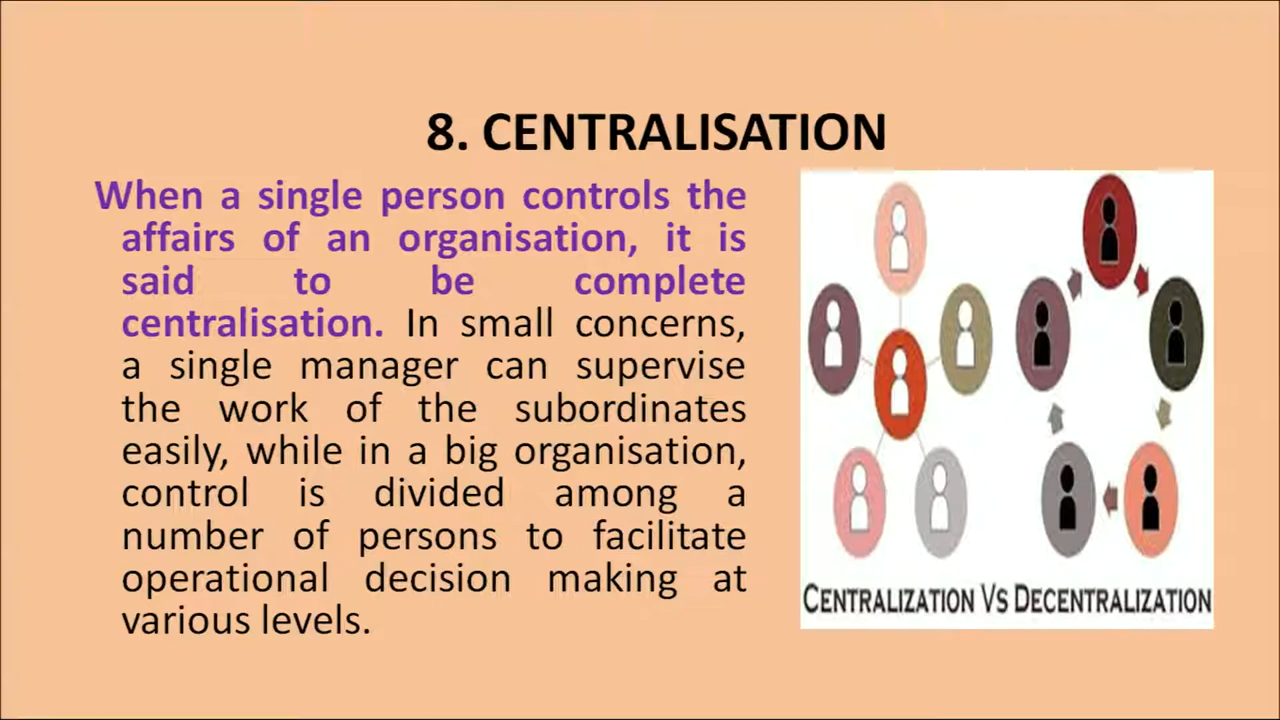 8. CENTRALISATION
When a single person controls the
affairs of an organisation, it is
said to be complete
centralisation. In small concerns,
a single manager can supervise
the work of the subordinates
easily, while in a big organisation,
control is divided among a
number of persons to facilitate
operational decision making at
various levels.
CENTRALIZATION VS DECENTRALIZATION